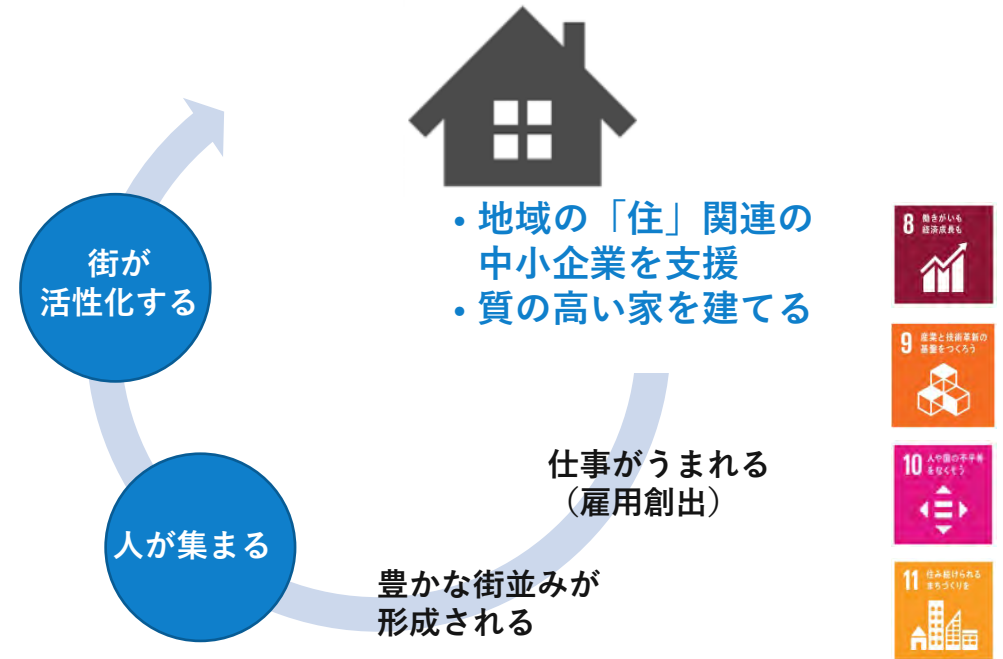 ・地域の「住」関連の
中小企業を支援
・質の高い家を建てる
仕事がうまれる
（雇用創出）
豊かな街並みが
形成される
人が集まる
街が
活性化する
8 働きがいも
経済成長も
9 産業と技術革新の
基盤をつくろう
10 人や国の不平等
をなくそう
11 住み続けられる
まちづくりを